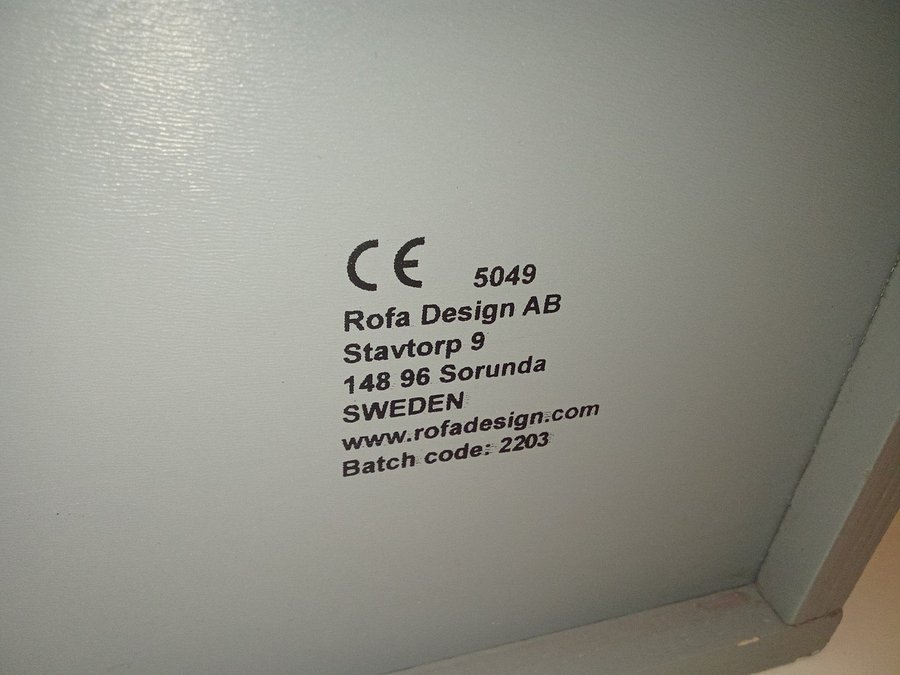 CE 5049
Rofa Design AB
Stavtorp 9
148 96 Sorunda
SWEDEN
www.rofadesign.com
Batch code: 2203